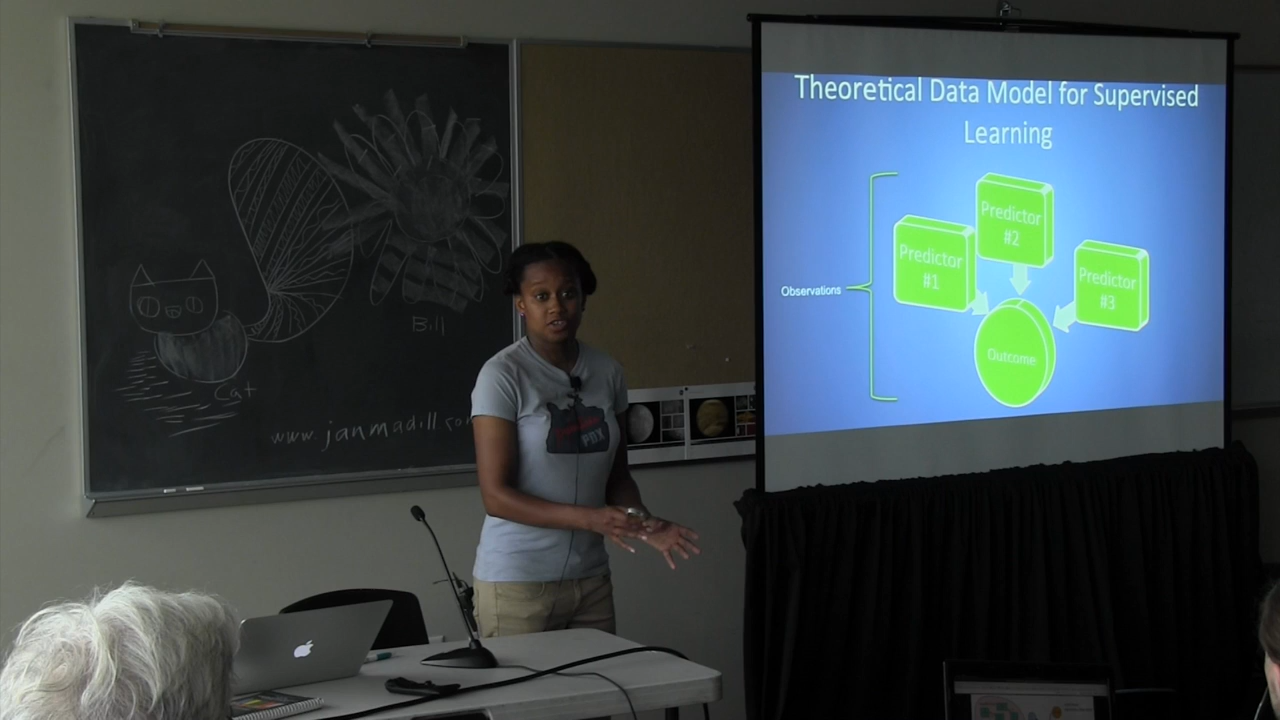 Theoretical Data Model for Supervised
Learning
Predictor
#2
Predictor
#1
Predictor
#3
Observations
Outcome
Bill
Cat
www.janmadill.com
PDX